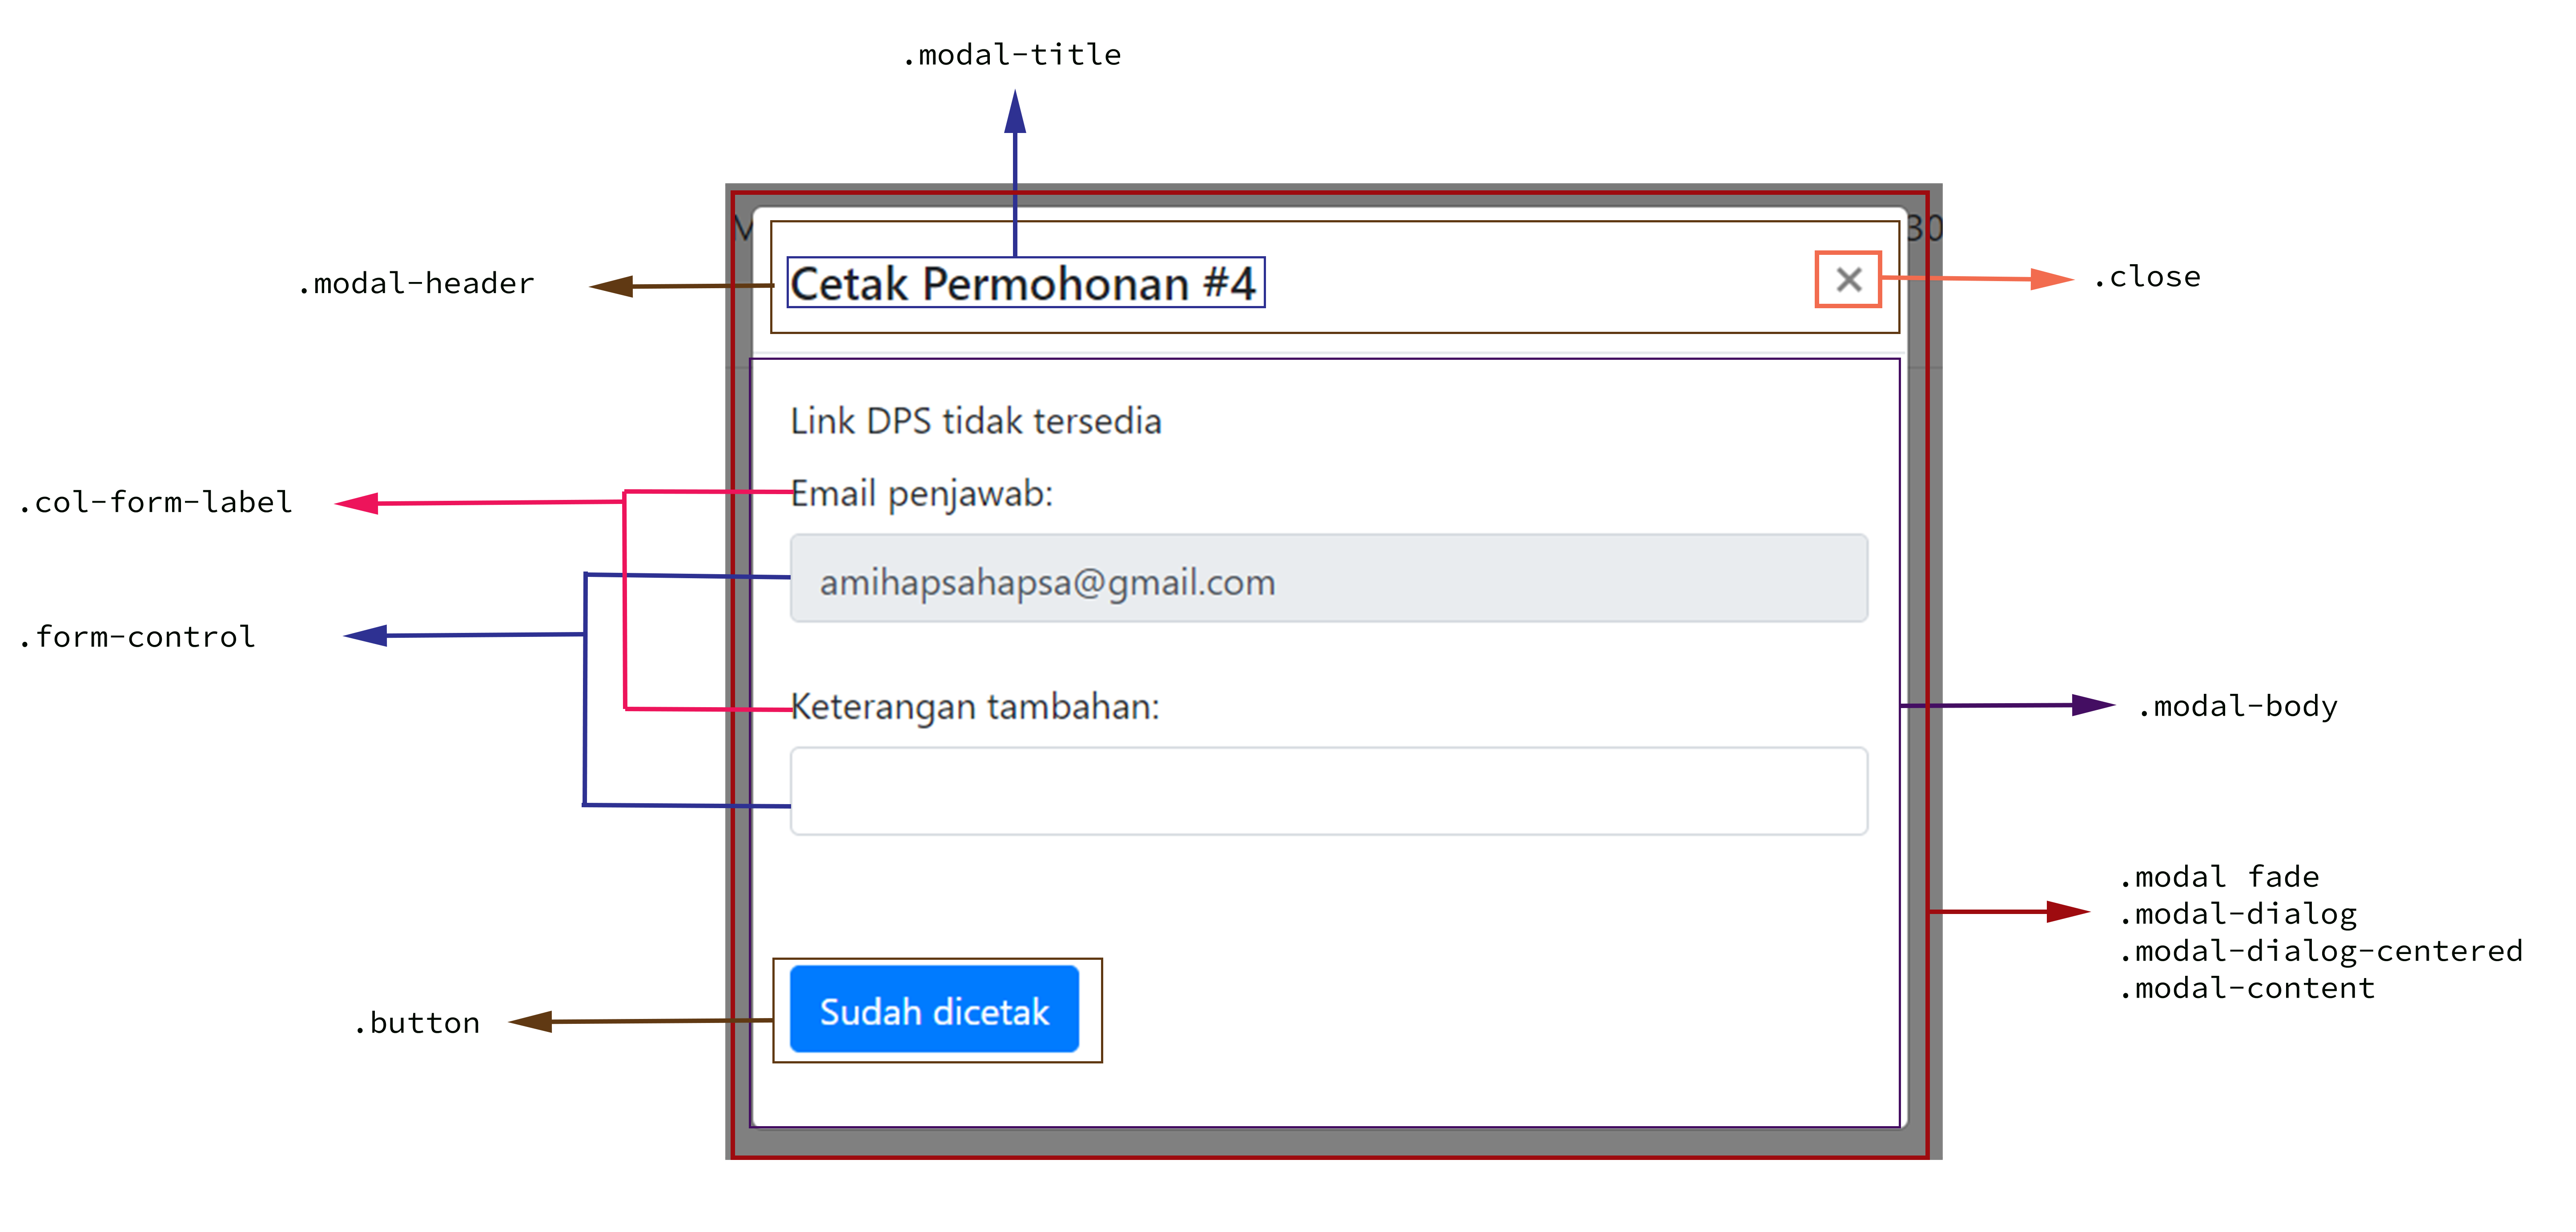 .modal-title
M
30
.modal-header
Cetak Permohonan #4
.close
Link DPS tidak tersedia
.col-form-label
Email penjawab:
amihapsahapsa@gmail.com
.form-control
Keterangan tambahan:
.modal-body
.modal fade
.modal-dialog
.modal-dialog-centered
.modal-content
.button
Sudah dicetak